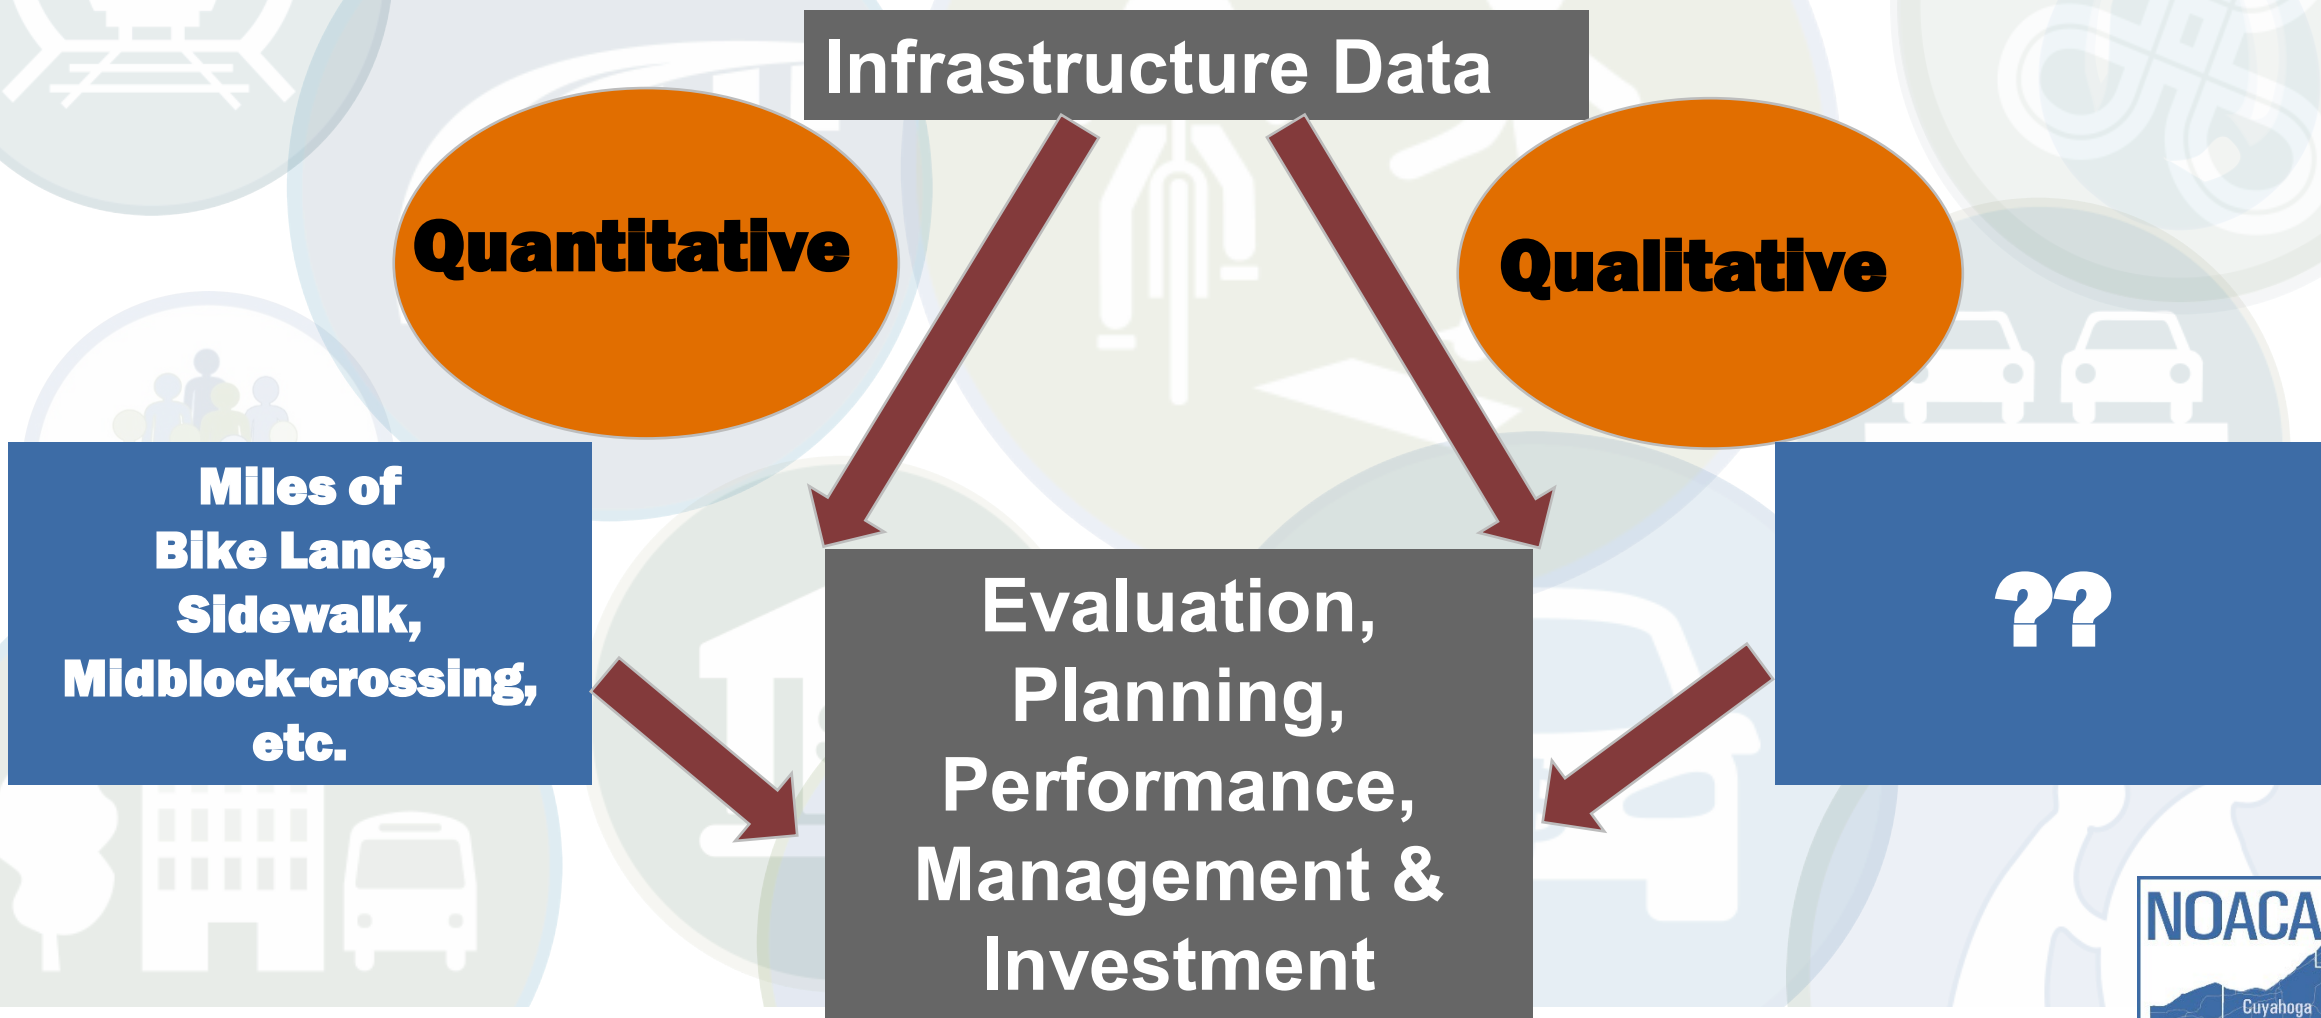 Infrastructure Data
Quantitative
Qualitative
Miles of
Bike Lanes,
Sidewalk,
Midblock-crossing,
etc.
Evaluation,
Planning,
Performance,
Management &
Investment
??
NOACA
Cuyahoga